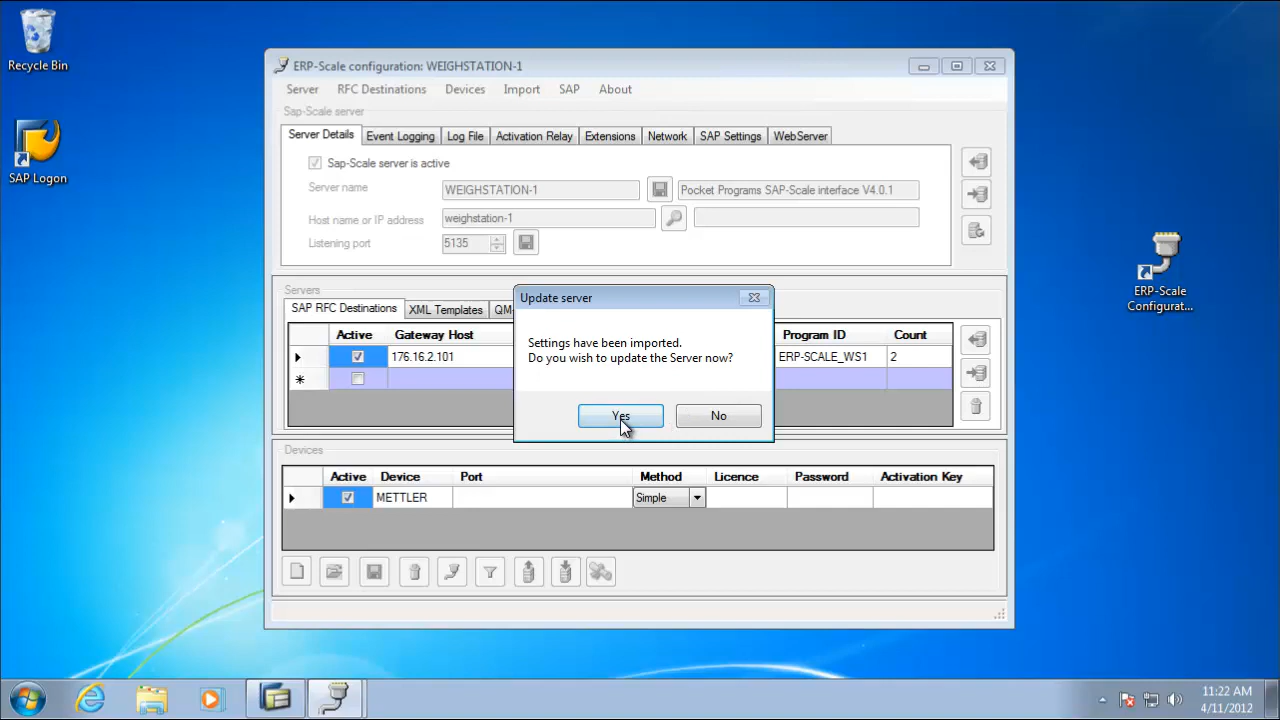 Recycle Bin
SAP Logon
ERP-Scale configuration: WEIGHSTATION-1
Server RFC Destinations Devices Import SAP About
Sap-Scale server
Server Details Event Logging Log File Activation Relay Extensions Network SAP Settings WebServer
Sap-Scale server is active
Server name WEIGHSTATION-1 Pocket Programs SAP-Scale interface V4.0.1
Host name or IP address weighstation-1
Listening port 5135
Servers
SAP RFC Destinations XML Templates QM-
Active Gateway Host Program ID Count
176.16.2.101 ERP-SCALE_WS1 2
Update server
Settings have been imported.
Do you wish to update the Server now?
Yes No
Devices
Active Device Port Method Licence Password Activation Key
METTLER Simple
ERP-Scale
Configurat...
11:22 AM
4/11/2012